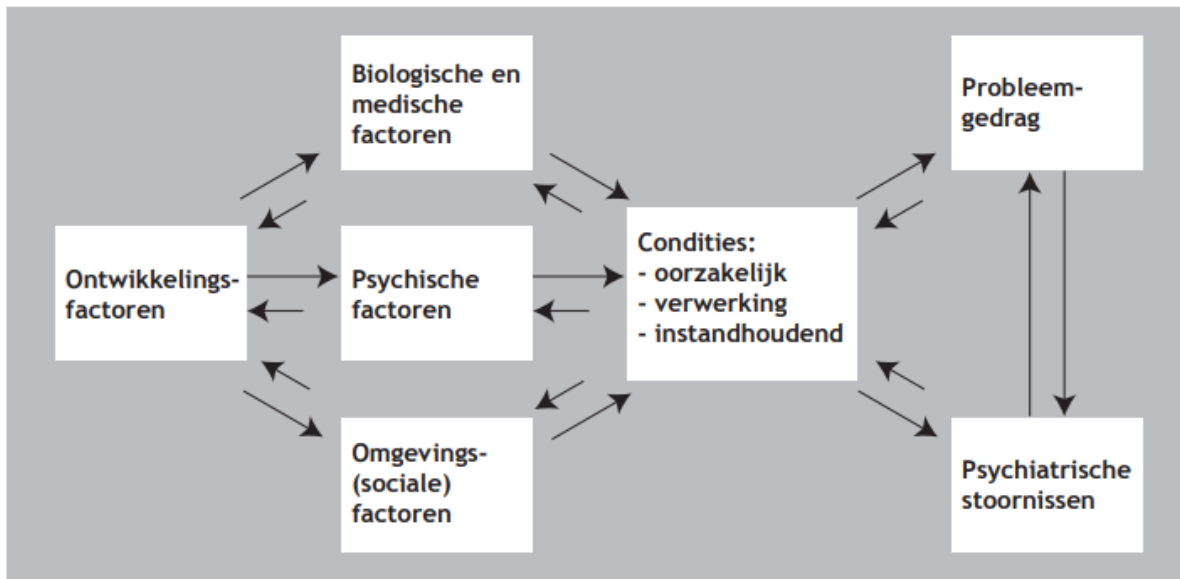 Biologische en
medische
factoren
Probleem-
gedrag
Ontwikkelings-
factoren
Psychische
factoren
Condities:
- oorzakelijk
- verwerking
- instandhoudend
Omgevings-
(sociale)
factoren
Psychiatrische
stoornissen